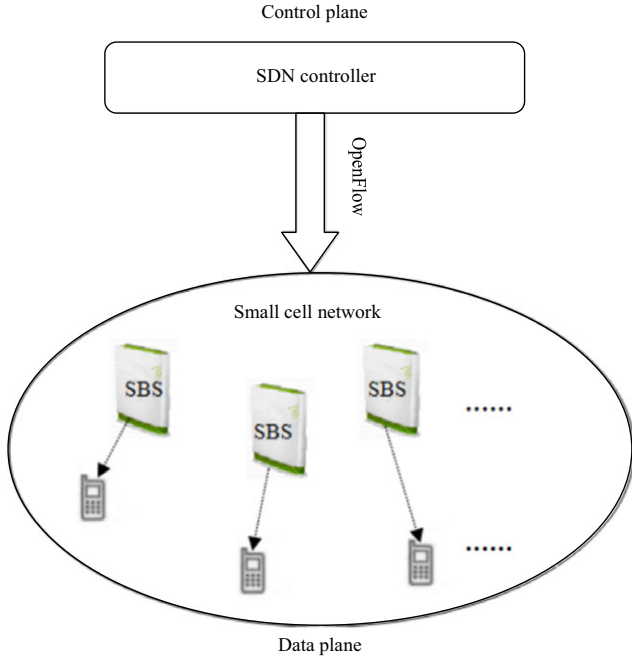 Control plane
SDN controller
OpenFlow
Small cell network
SBS
SBS
SBS
......
......
Data plane